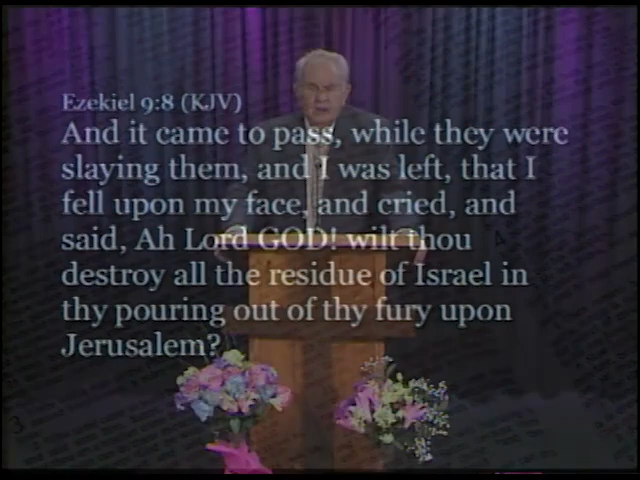 Ezekiel 9:8 (KJV)
And it came to pass, while they were
slaying them, and I was left, that I
fell upon my face, and cried, and
said, Ah Lord GOD! wilt thou
destroy all the residue of Israel in
thy pouring out of thy fury upon
Jerusalem?